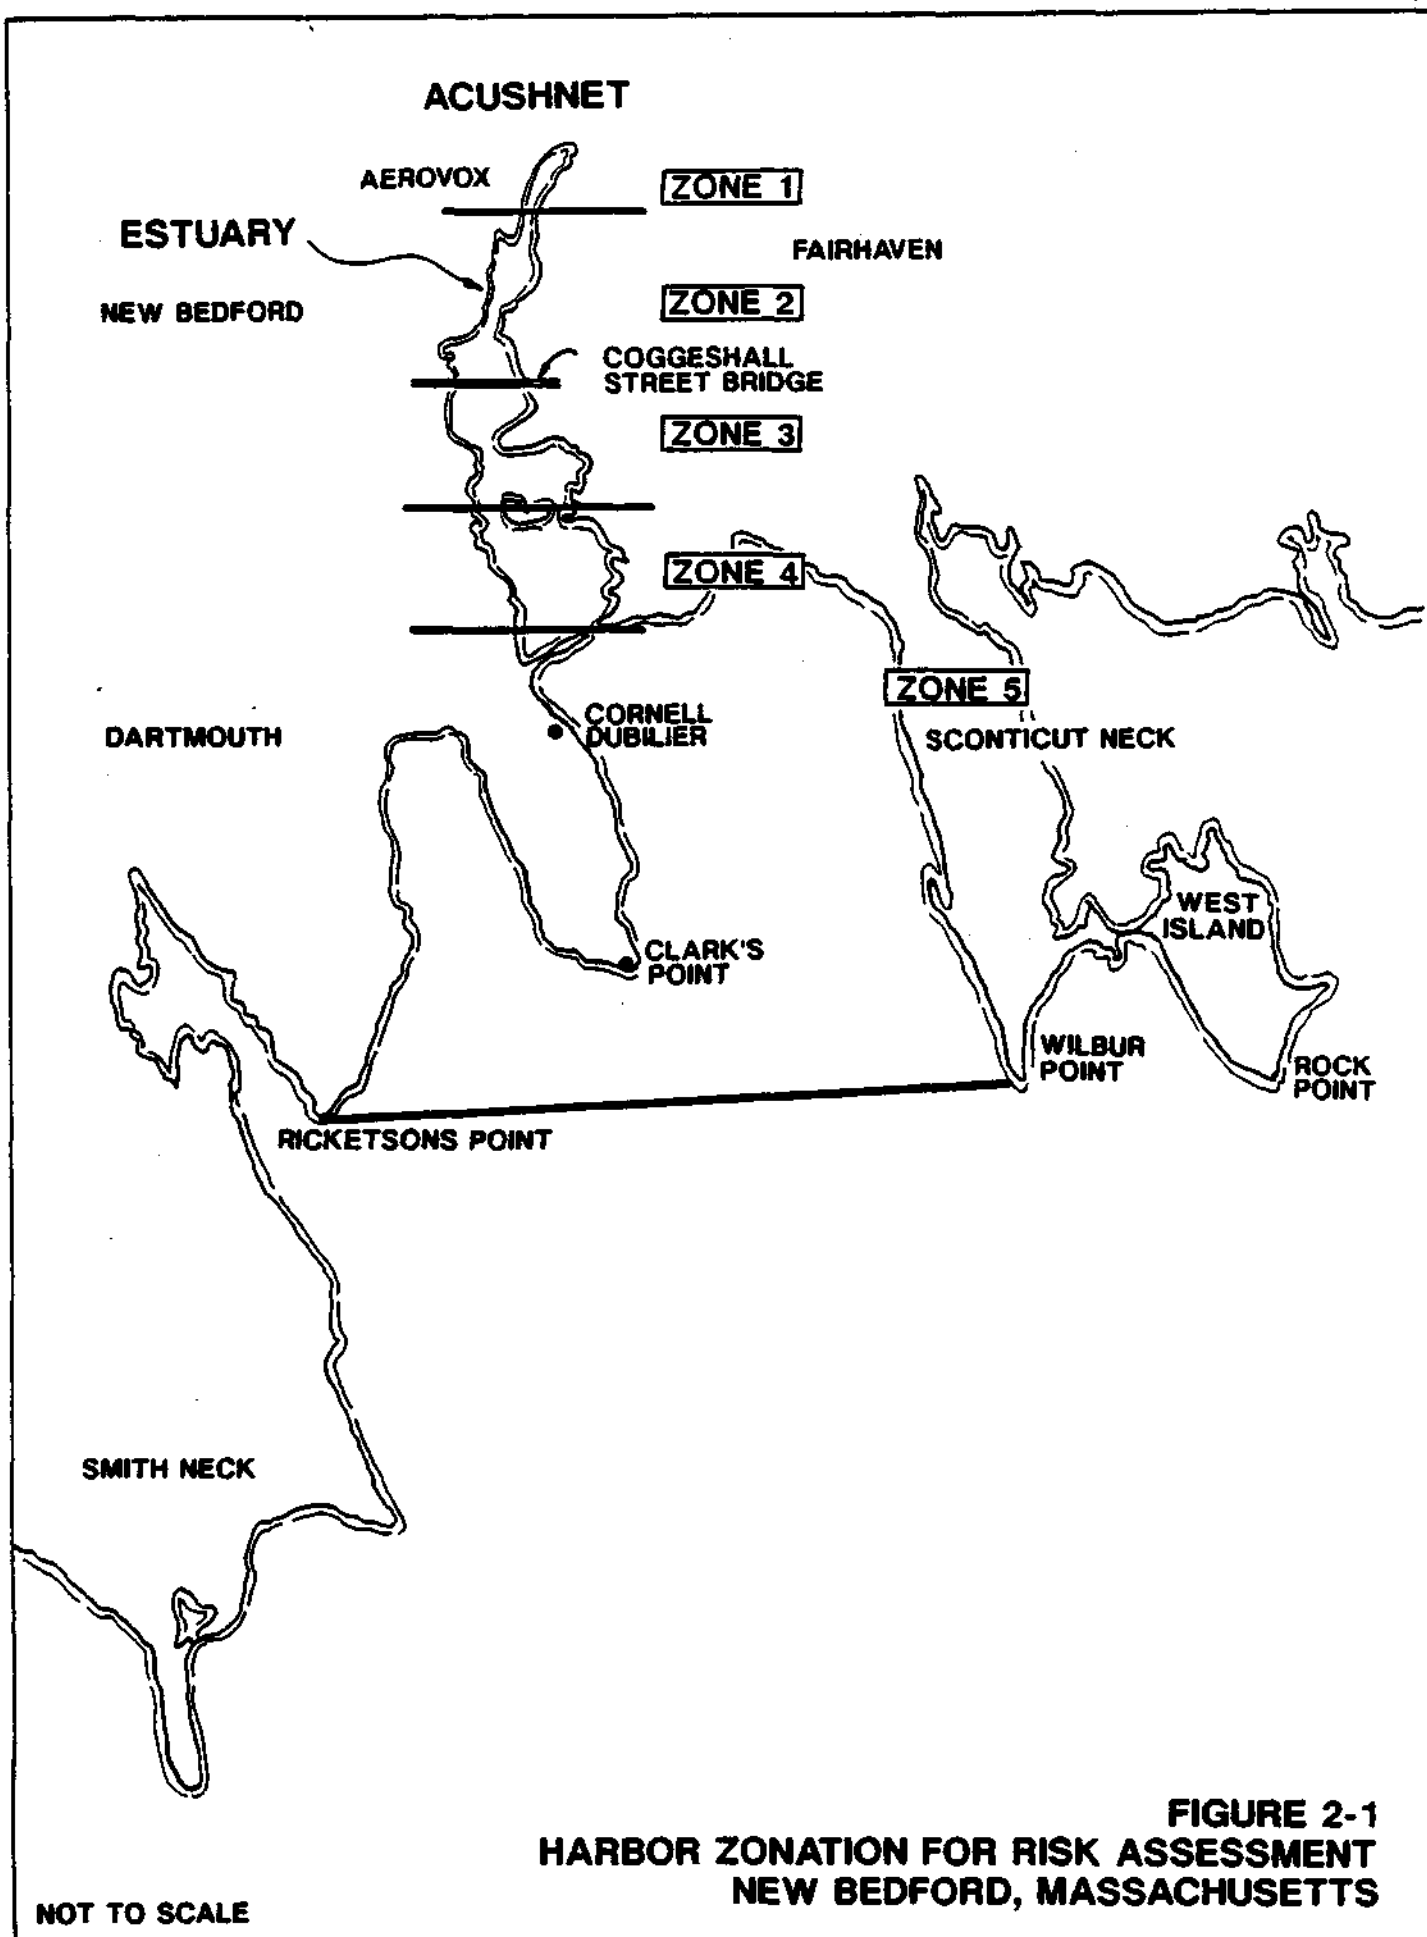 ACUSHNET
AEROVOX
ZONE 1
ESTUARY
FAIRHAVEN
NEW BEDFORD
ZONE 2
COGGESHALL
STREET BRIDGE
ZONE 3
ZONE 4
ZONE 5
CORNELL
DUBILIER
DARTMOUTH
SCONTICUT NECK
WEST
ISLAND
CLARK'S
POINT
WILBUR
POINT
ROCK
POINT
RICKETSONS POINT
SMITH NECK
FIGURE 2-1
HARBOR ZONATION FOR RISK ASSESSMENT
NEW BEDFORD, MASSACHUSETTS
NOT TO SCALE